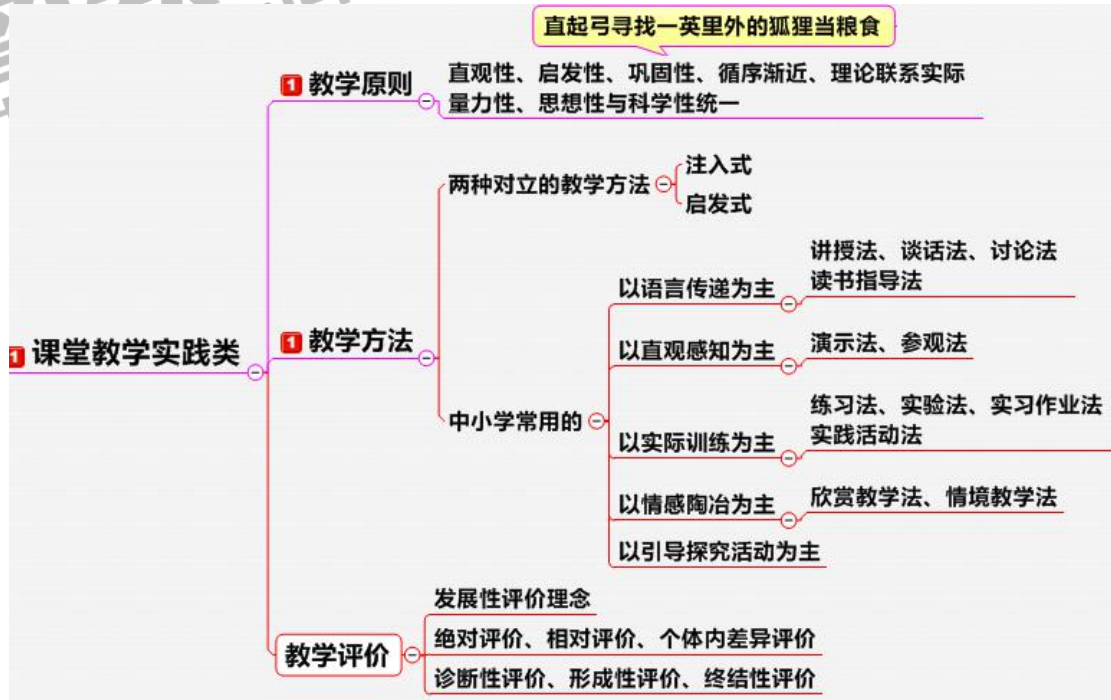 直起弓寻找一英里外的狐狸当粮食
1 教学原则
直观性、启发性、巩固性、循序渐近、理论联系实际
量力性、思想性与科学性统一
两种对立的教学方法
注入式
启发式
讲授法、谈话法、讨论法
读书指导法
以语言传递为主
1 课堂教学实践类
1 教学方法
以直观感知为主
演示法、参观法
中小学常用的
练习法、实验法、实习作业法
实践活动法
以实际训练为主
以情感陶冶为主
欣赏教学法、情境教学法
以引导探究活动为主
教学评价
发展性评价理念
绝对评价、相对评价、个体内差异评价
诊断性评价、形成性评价、终结性评价